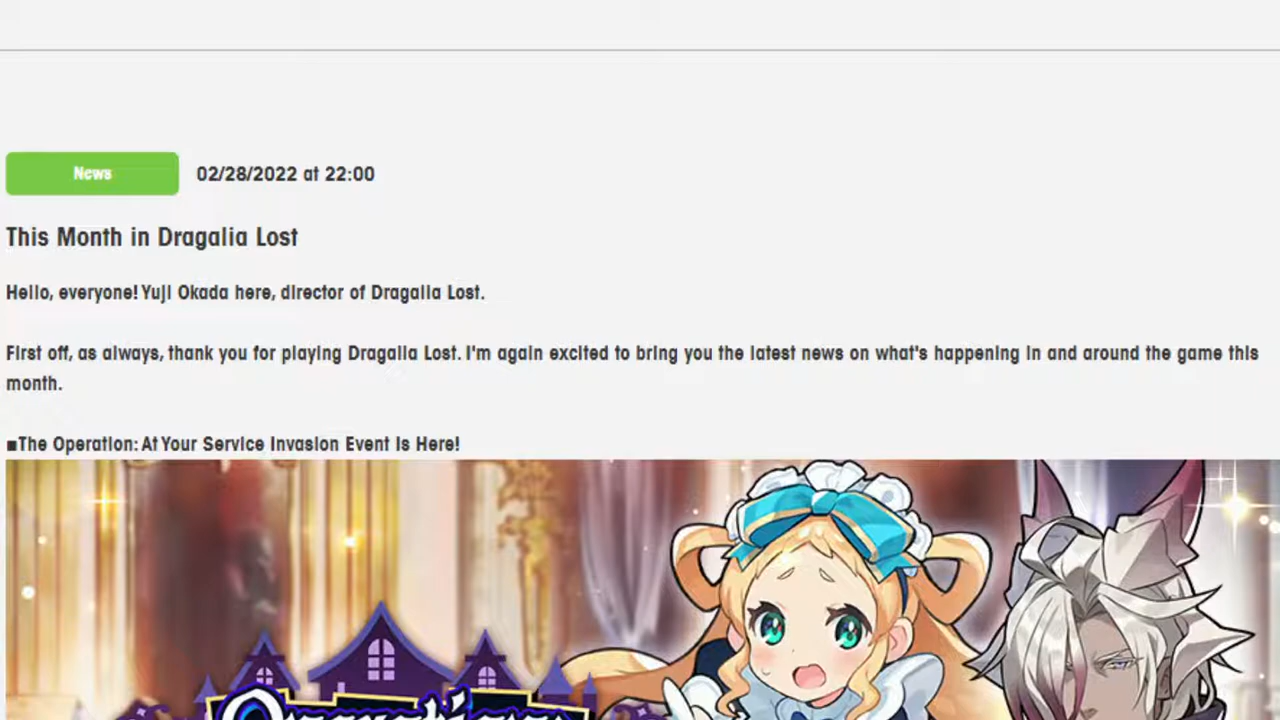 News 02/28/2022 at 22:00
This Month in Dragalia Lost
Hello, everyone! Yuji Okada here, director of Dragalia Lost.
First off, as always, thank you for playing Dragalia Lost. I'm again excited to bring you the latest news on what's happening in and around the game this
month.
■The Operation: At Your Service Invasion Event Is Here!
Operation: